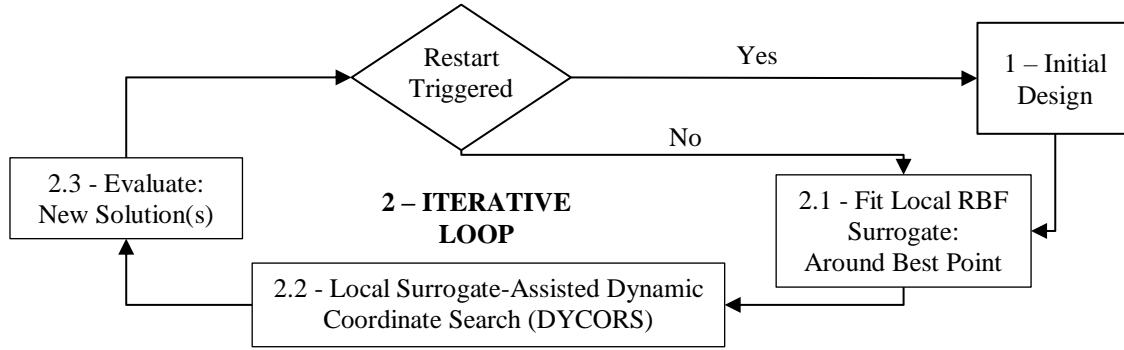 Restart
Triggered
Yes
1 – Initial
Design
No
2.3 - Evaluate:
New Solution(s)
2 – ITERATIVE
LOOP
2.1 - Fit Local RBF
Surrogate:
Around Best Point
2.2 - Local Surrogate-Assisted Dynamic
Coordinate Search (DYCORS)